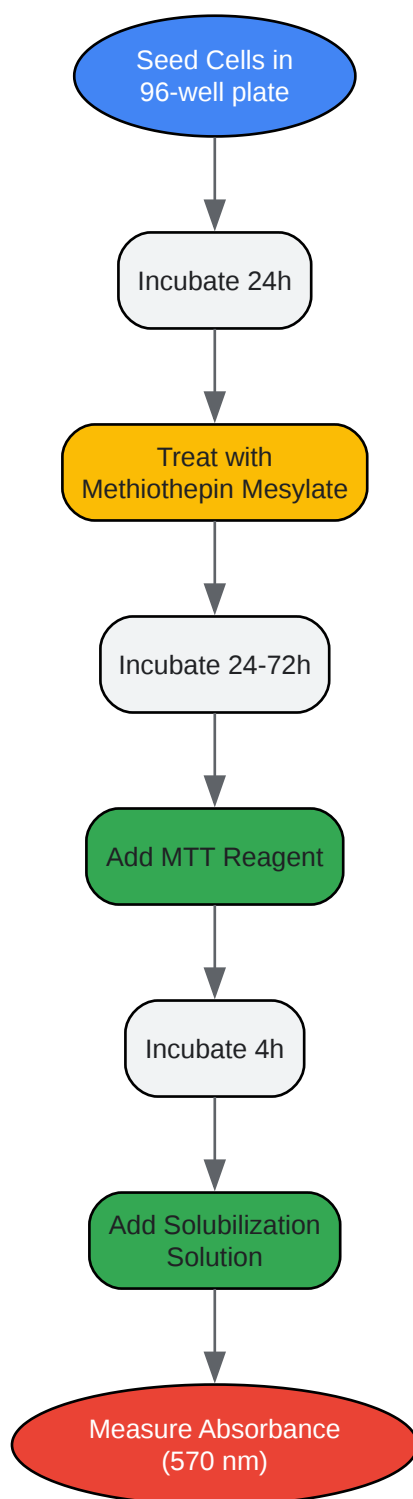 Seed Cells in
96-well plate
Incubate 24h
Treat with
Methiothepin Mesylate
Incubate 24-72h
Add MTT Reagent
Incubate 4h
Add Solubilization
Solution
Measure Absorbance
(570 nm)